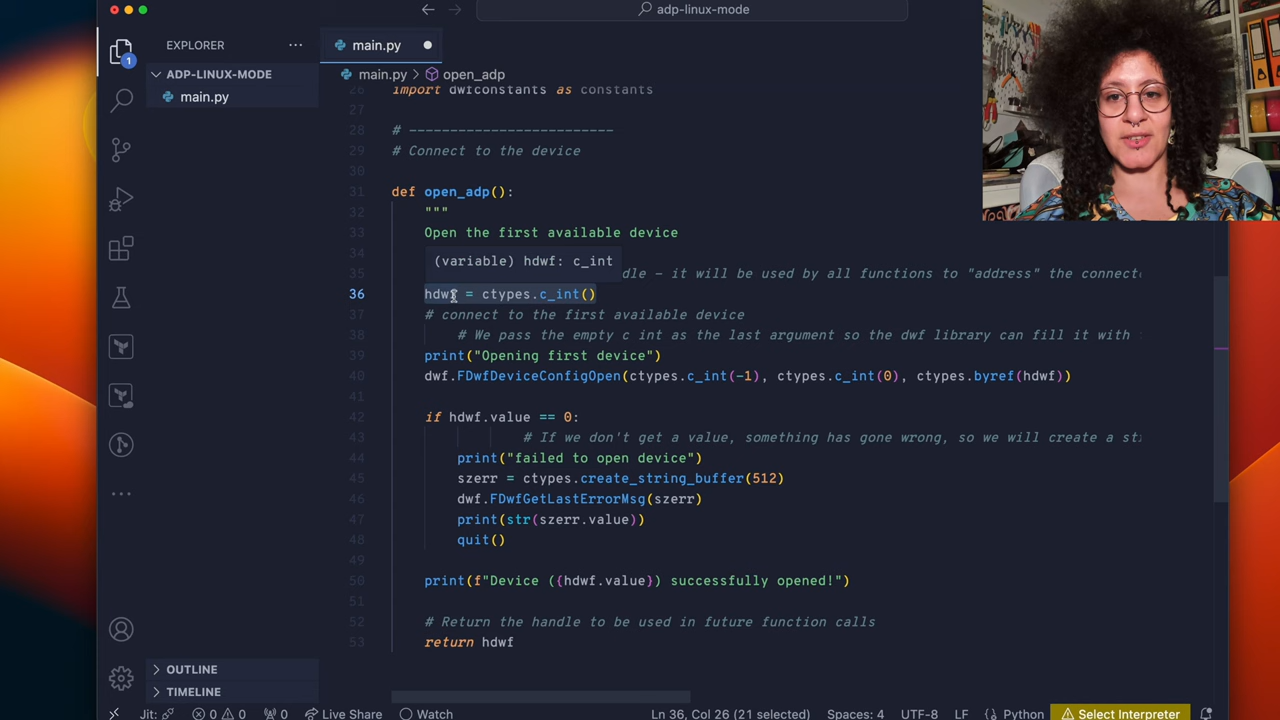 adp-linux-mode
EXPLORER
main.py
1
ADP-LINUX-MODE
main.py > open_adp
main.py
26 import dwfconstants as constants
27
28 # -------------------------
29 # Connect to the device
30
31 def open_adp():
32 """
33 Open the first available device
34
(variable) hdwf: c_int
35 dle - it will be used by all functions to "address" the connect
36 hdwf = ctypes.c_int()
37 # connect to the first available device
38 # We pass the empty c int as the last argument so the dwf library can fill it with
39 print("Opening first device")
40 dwf.FDwfDeviceConfigOpen(ctypes.c_int(-1), ctypes.c_int(0), ctypes.byref(hdwf))
41
42 if hdwf.value == 0:
43 # If we don't get a value, something has gone wrong, so we will create a st
44 print("failed to open device")
45 szerr = ctypes.create_string_buffer(512)
46 dwf.FDwfGetLastErrorMsg(szerr)
47 print(str(szerr.value))
48 quit()
49
50 print(f"Device ({hdwf.value}) successfully opened!")
51
52 # Return the handle to be used in future function calls
53 return hdwf
OUTLINE
TIMELINE
Jit: 0 0 0 Live Share Watch Ln 36, Col 26 (21 selected) Spaces: 4 UTF-8 LF Python Select Interpreter